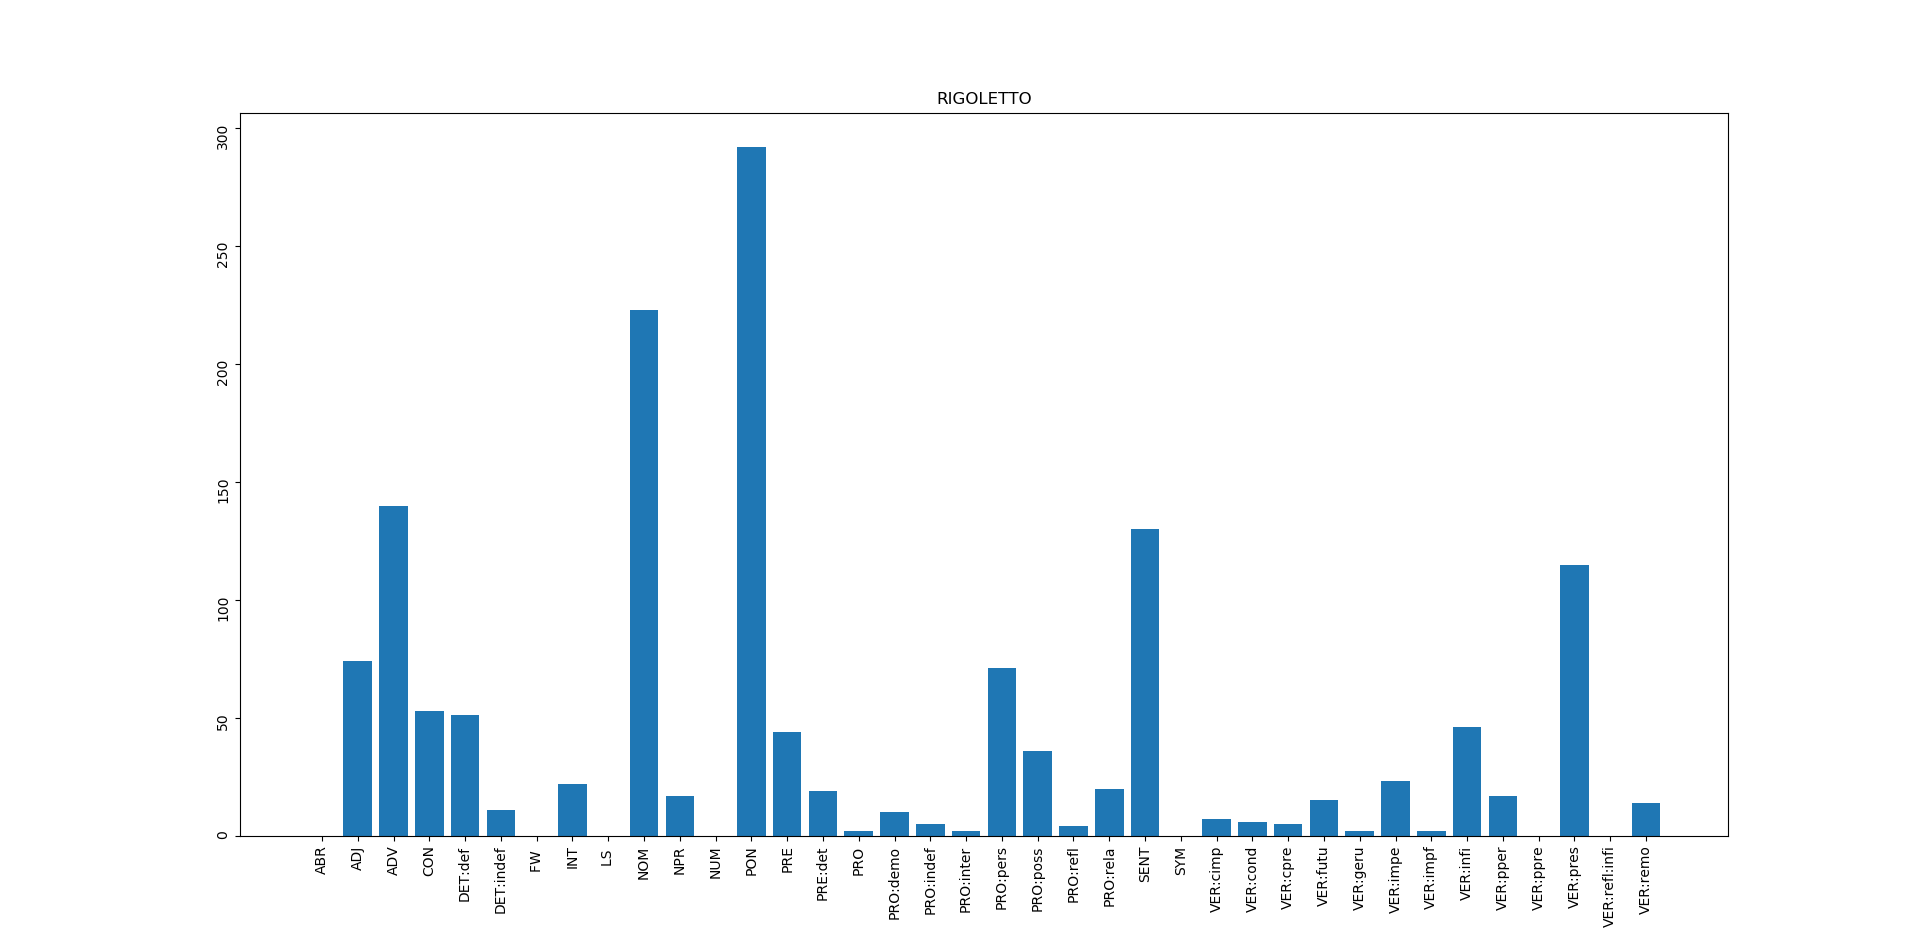 RIGOLETTO
300
250
200
150
100
50
0
ABR
ADJ
ADV
CON
DET:def
DET:indef
FW
INT
LS
NOM
NPR
NUM
PON
PRE
PRE:det
PRO
PRO:demo
PRO:indef
PRO:inter
PRO:pers
PRO:poss
PRO:refl
PRO:rela
SENT
SYM
VER:cimp
VER:cond
VER:cpre
VER:futu
VER:geru
VER:impe
VER:impf
VER:infi
VER:pper
VER:ppre
VER:pres
VER:refl:infi
VER:remo